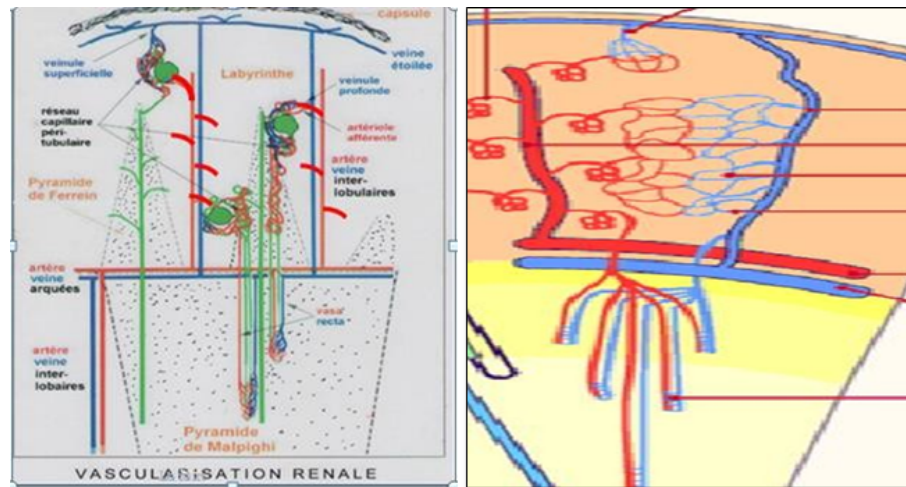 capsule
veinule
superficielle
Labyrinthe
veine
étoilée
veinule
profonde
réseau
capillaire
péri-
tubulaire
artériole
afférente
Pyramide
de Ferrein
artère
veine
inter-
lobulaires
artère
veine
arquées
vasa
recta
artère
veine
inter-
lobaires
Pyramide
de Malpighi
VASCULARISATION RENALE